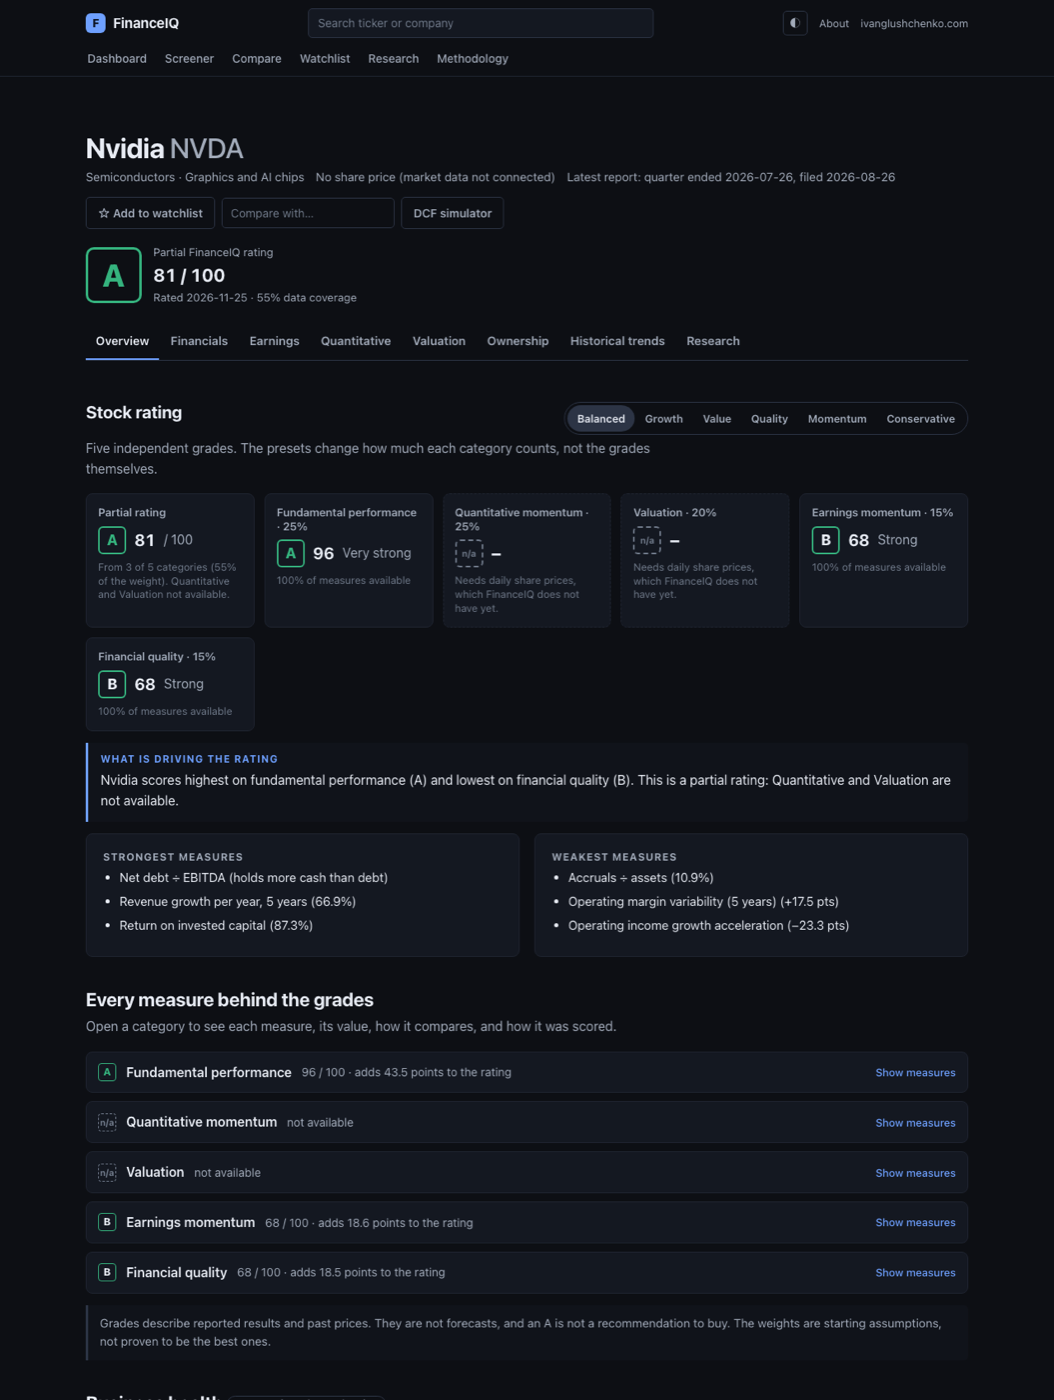 F FinanceIQ
Search ticker or company
About ivanglushchenko.com
Dashboard Screener Compare Watchlist Research Methodology
Nvidia NVDA
Semiconductors · Graphics and AI chips No share price (market data not connected) Latest report: quarter ended 2026-07-26, filed 2026-08-26
☆ Add to watchlist
Compare with...
DCF simulator
A
Partial FinanceIQ rating
81 / 100
Rated 2026-11-25 · 55% data coverage
Overview Financials Earnings Quantitative Valuation Ownership Historical trends Research
Stock rating
Balanced Growth Value Quality Momentum Conservative
Five independent grades. The presets change how much each category counts, not the grades
themselves.
Partial rating
A 81 / 100
From 3 of 5 categories (55%
of the weight). Quantitative
and Valuation not available.
Fundamental performance
· 25%
A 96 Very strong
100% of measures available
Quantitative momentum ·
25%
n/a –
Needs daily share prices,
which FinanceIQ does not
have yet.
Valuation · 20%
n/a –
Needs daily share prices,
which FinanceIQ does not
have yet.
Earnings momentum · 15%
B 68 Strong
100% of measures available
Financial quality · 15%
B 68 Strong
100% of measures available
WHAT IS DRIVING THE RATING
Nvidia scores highest on fundamental performance (A) and lowest on financial quality (B). This is a partial rating: Quantitative and Valuation are
not available.
STRONGEST MEASURES
• Net debt ÷ EBITDA (holds more cash than debt)
• Revenue growth per year, 5 years (66.9%)
• Return on invested capital (87.3%)
WEAKEST MEASURES
• Accruals ÷ assets (10.9%)
• Operating margin variability (5 years) (+17.5 pts)
• Operating income growth acceleration (−23.3 pts)
Every measure behind the grades
Open a category to see each measure, its value, how it compares, and how it was scored.
A Fundamental performance 96 / 100 · adds 43.5 points to the rating Show measures
n/a Quantitative momentum not available Show measures
n/a Valuation not available Show measures
B Earnings momentum 68 / 100 · adds 18.6 points to the rating Show measures
B Financial quality 68 / 100 · adds 18.5 points to the rating Show measures
Grades describe reported results and past prices. They are not forecasts, and an A is not a recommendation to buy. The weights are starting assumptions,
not proven to be the best ones.